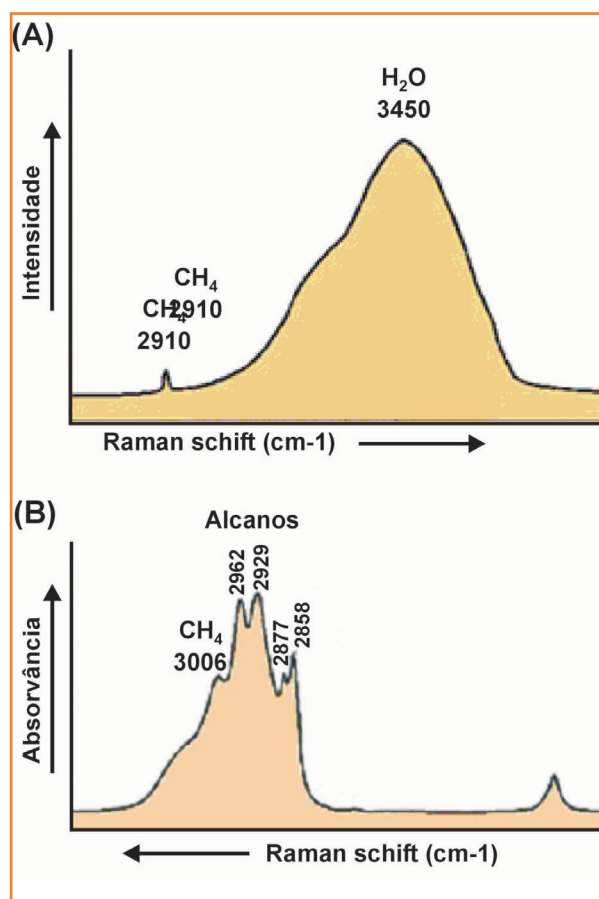 (A)
H₂O
3450
Intensidade
CH₄
2910
CH₄
2910
Raman schift (cm-1)
(B)
Alcanos
2962
2929
2877
2858
CH₄
3006
Absorvância
Raman schift (cm-1)